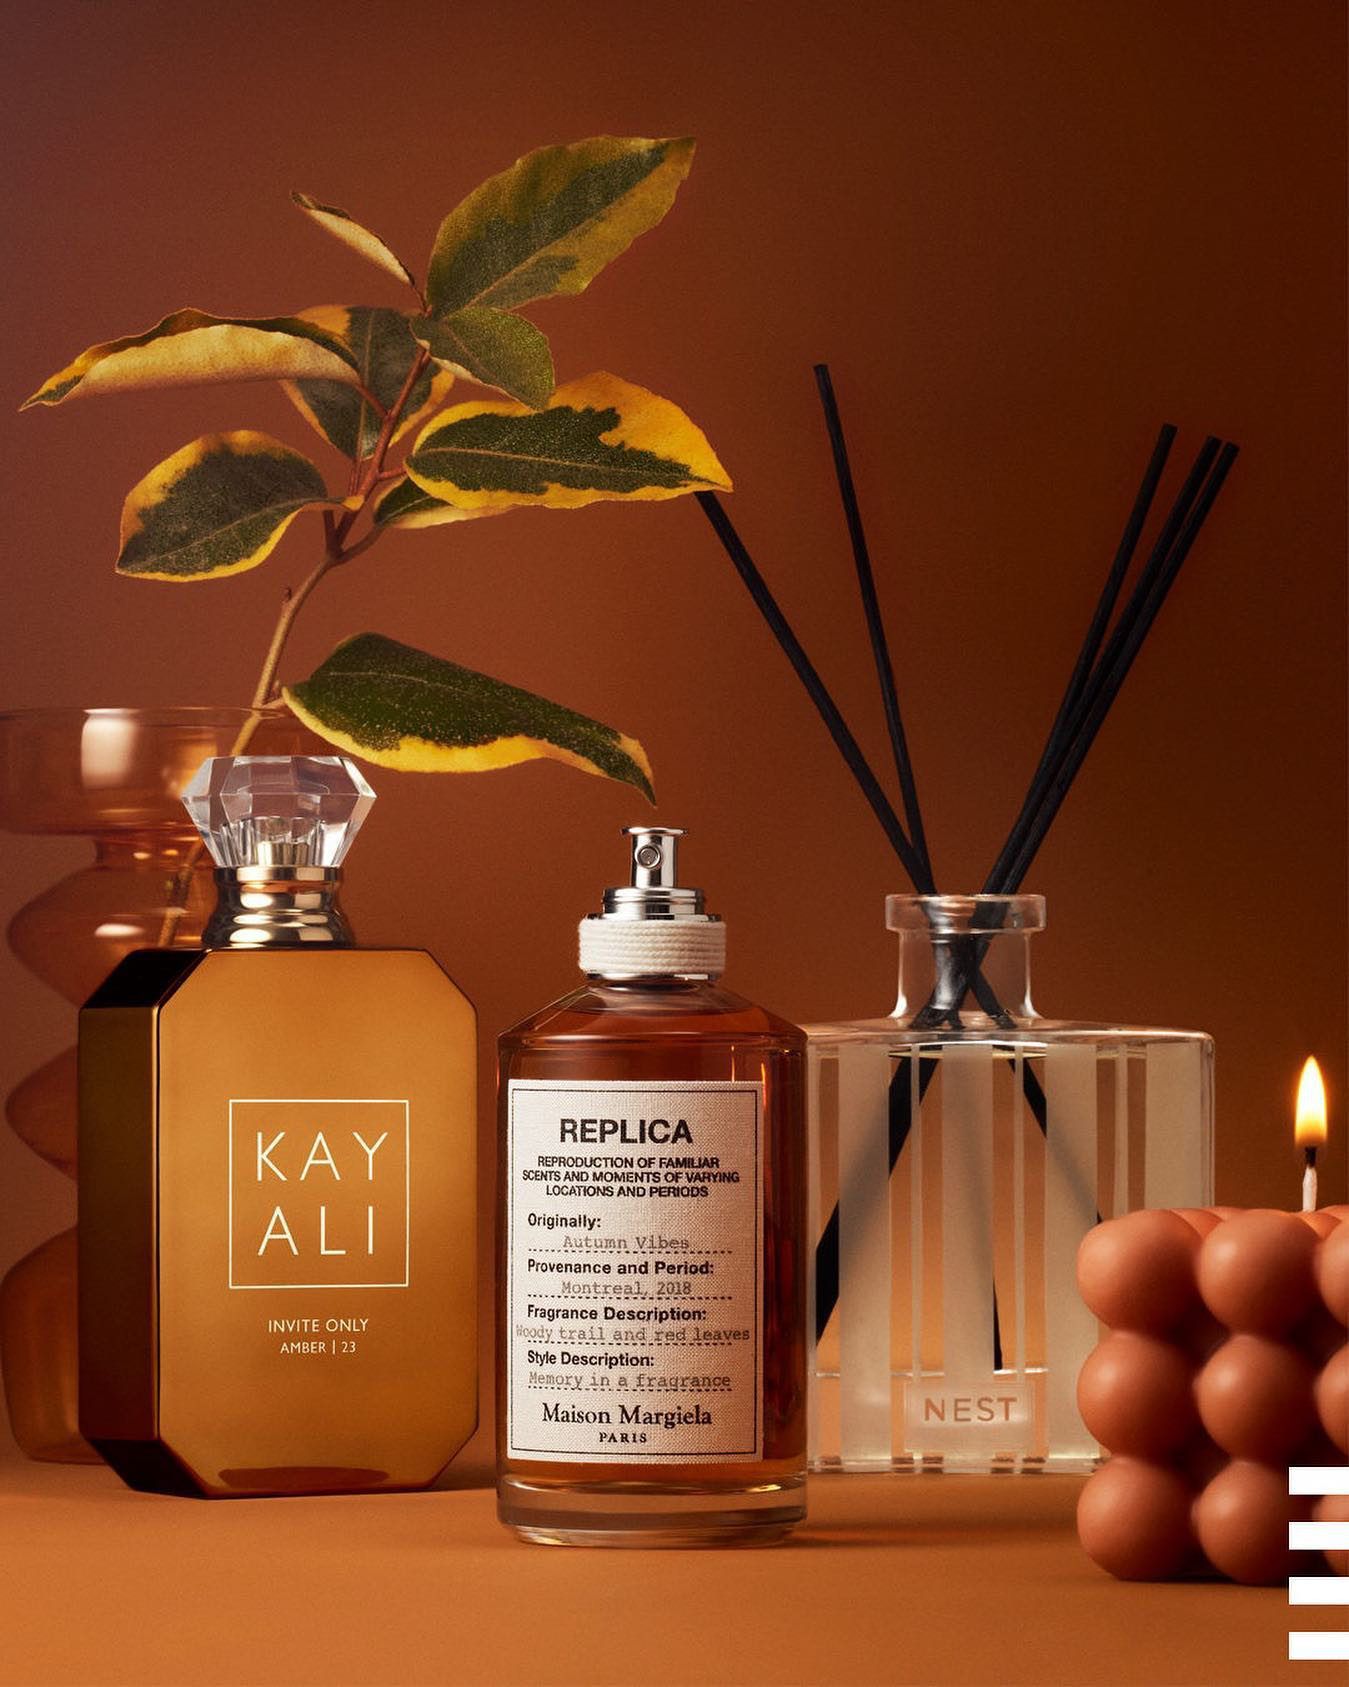 KAY
ALI
INVITE ONLY
AMBER | 23
REPLICA
REPRODUCTION OF FAMILIAR
SCENTS AND MOMENTS OF VARYING
LOCATIONS AND PERIODS
Originally:
Autumn Vibes
Provenance and Period:
Montreal, 2018
Fragrance Description:
Woody trail and red leaves
Style Description:
Memory in a fragrance
Maison Margiela
PARIS
NEST